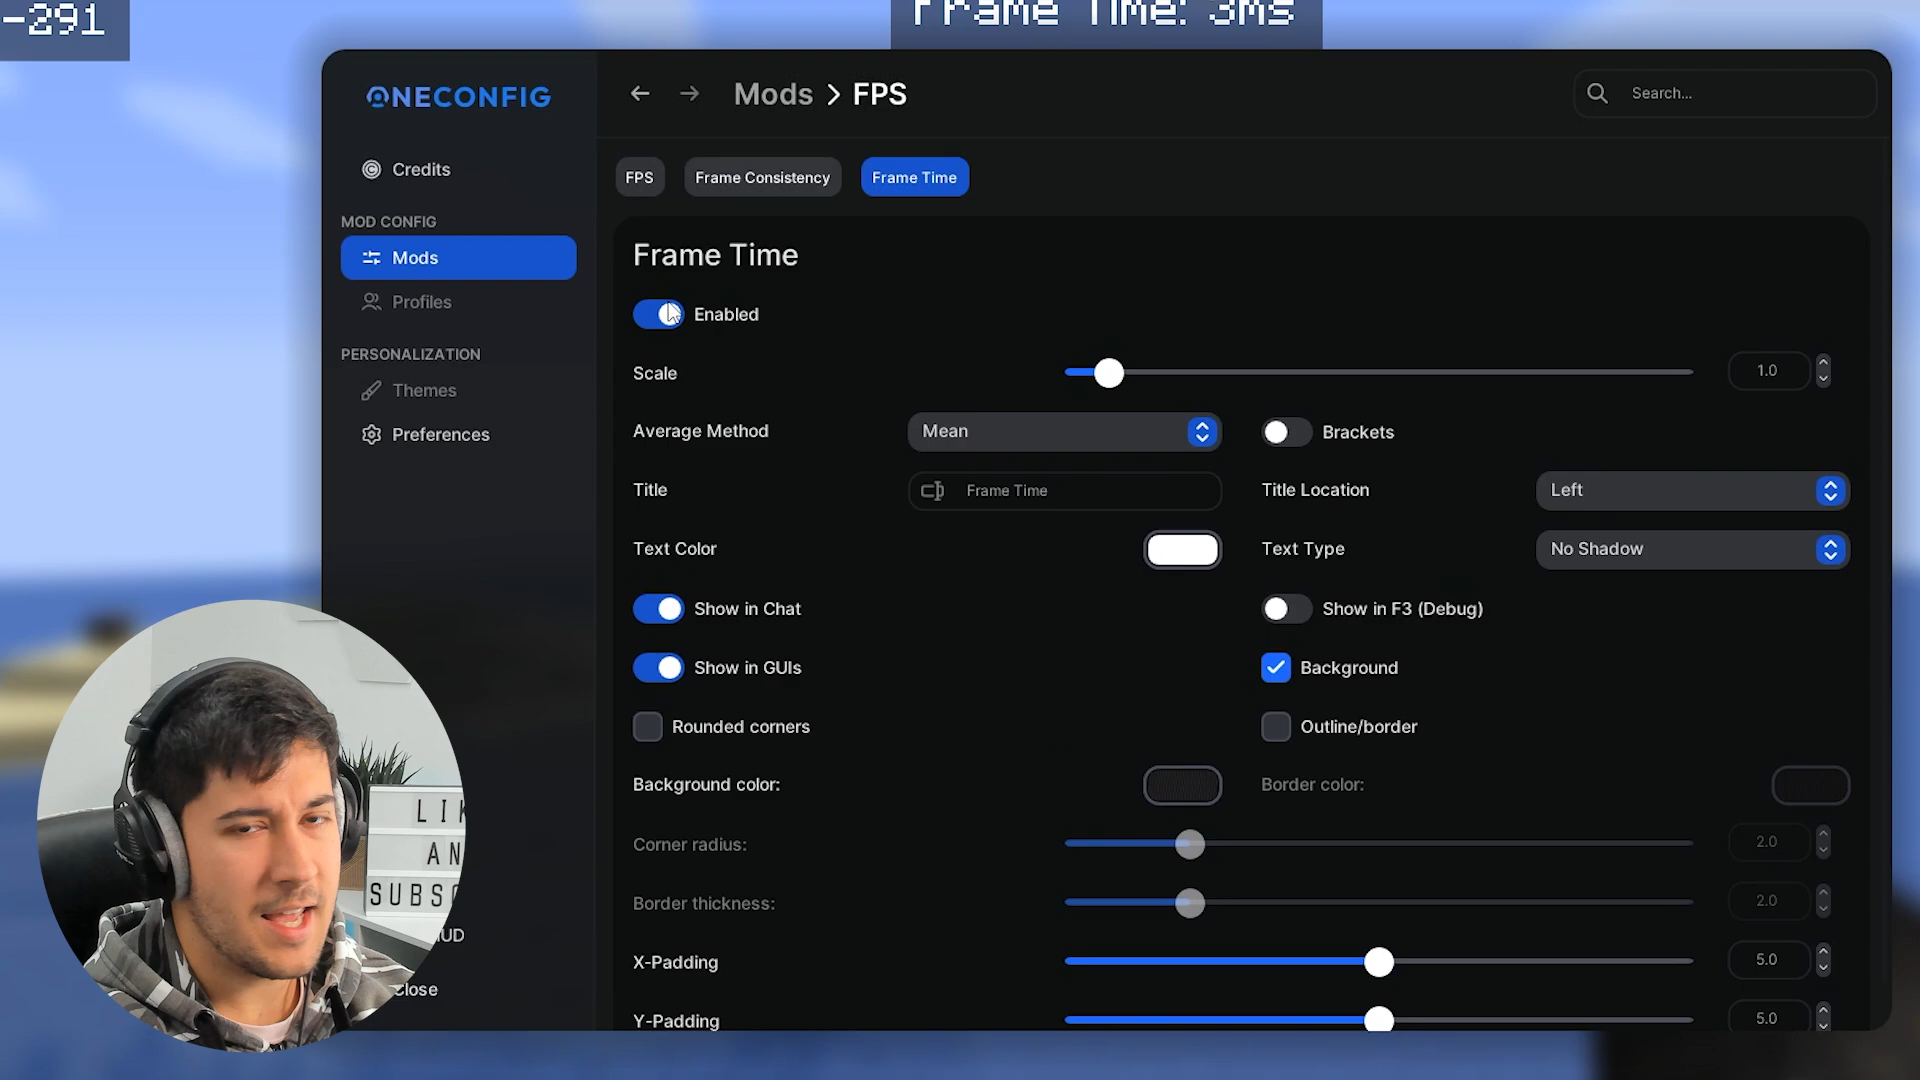 -291
Frame Time: 3ms
ONECONFIG
Mods > FPS
Search...
Credits
MOD CONFIG
Mods
Profiles
PERSONALIZATION
Themes
Preferences
Close
FPS
Frame Consistency
Frame Time
Frame Time
Enabled
Scale
1.0
Average Method
Mean
Brackets
Title
Frame Time
Title Location
Left
Text Color
Text Type
No Shadow
Show in Chat
Show in F3 (Debug)
Show in GUIs
Background
Rounded corners
Outline/border
Background color:
Border color:
Corner radius:
2.0
Border thickness:
2.0
X-Padding
5.0
Y-Padding
5.0
LIK
AN
SUBSC